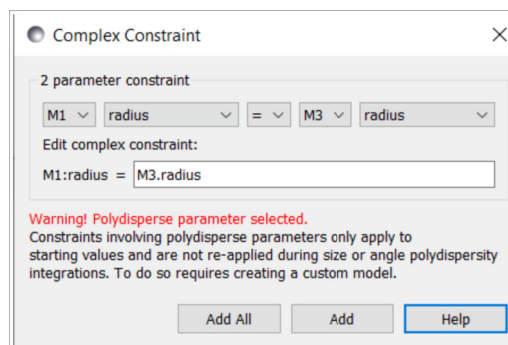 Complex Constraint
2 parameter constraint
M1 radius = M3 radius
Edit complex constraint:
M1:radius = M3.radius
Warning! Polydisperse parameter selected.
Constraints involving polydisperse parameters only apply to
starting values and are not re-applied during size or angle polydispersity
integrations. To do so requires creating a custom model.
Add All Add Help